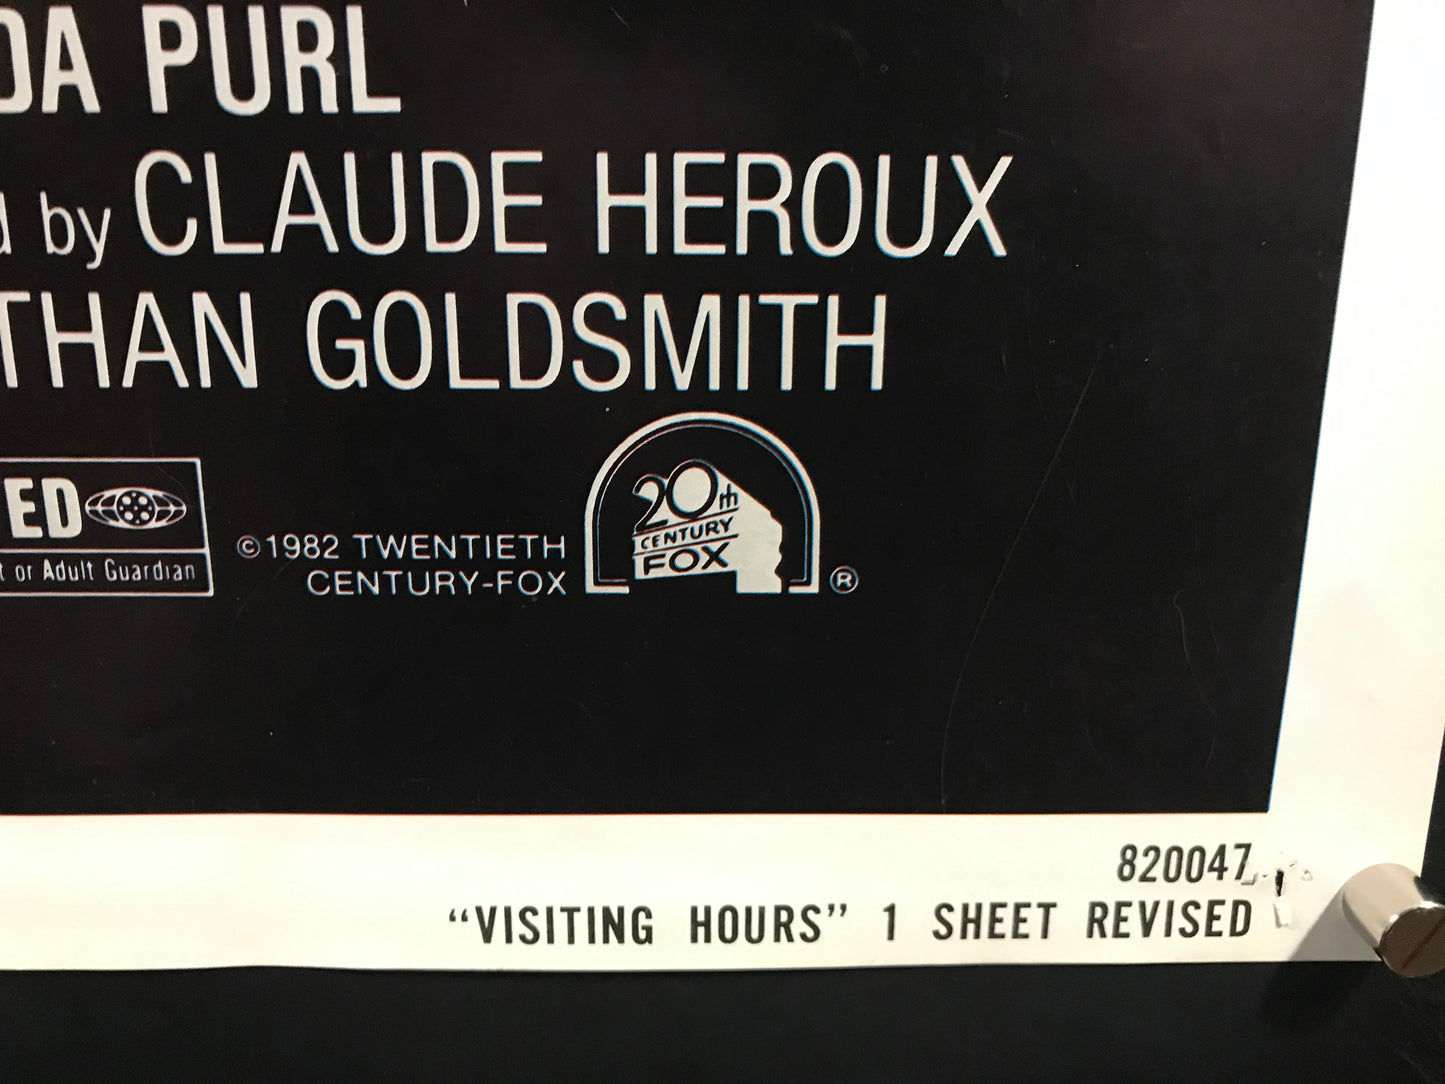 DA PURL
d by CLAUDE HEROUX
THAN GOLDSMITH
TED
t or Adult Guardian
©1982 TWENTIETH
CENTURY-FOX
20th
CENTURY
FOX
®
820047
“VISITING HOURS” 1 SHEET REVISED